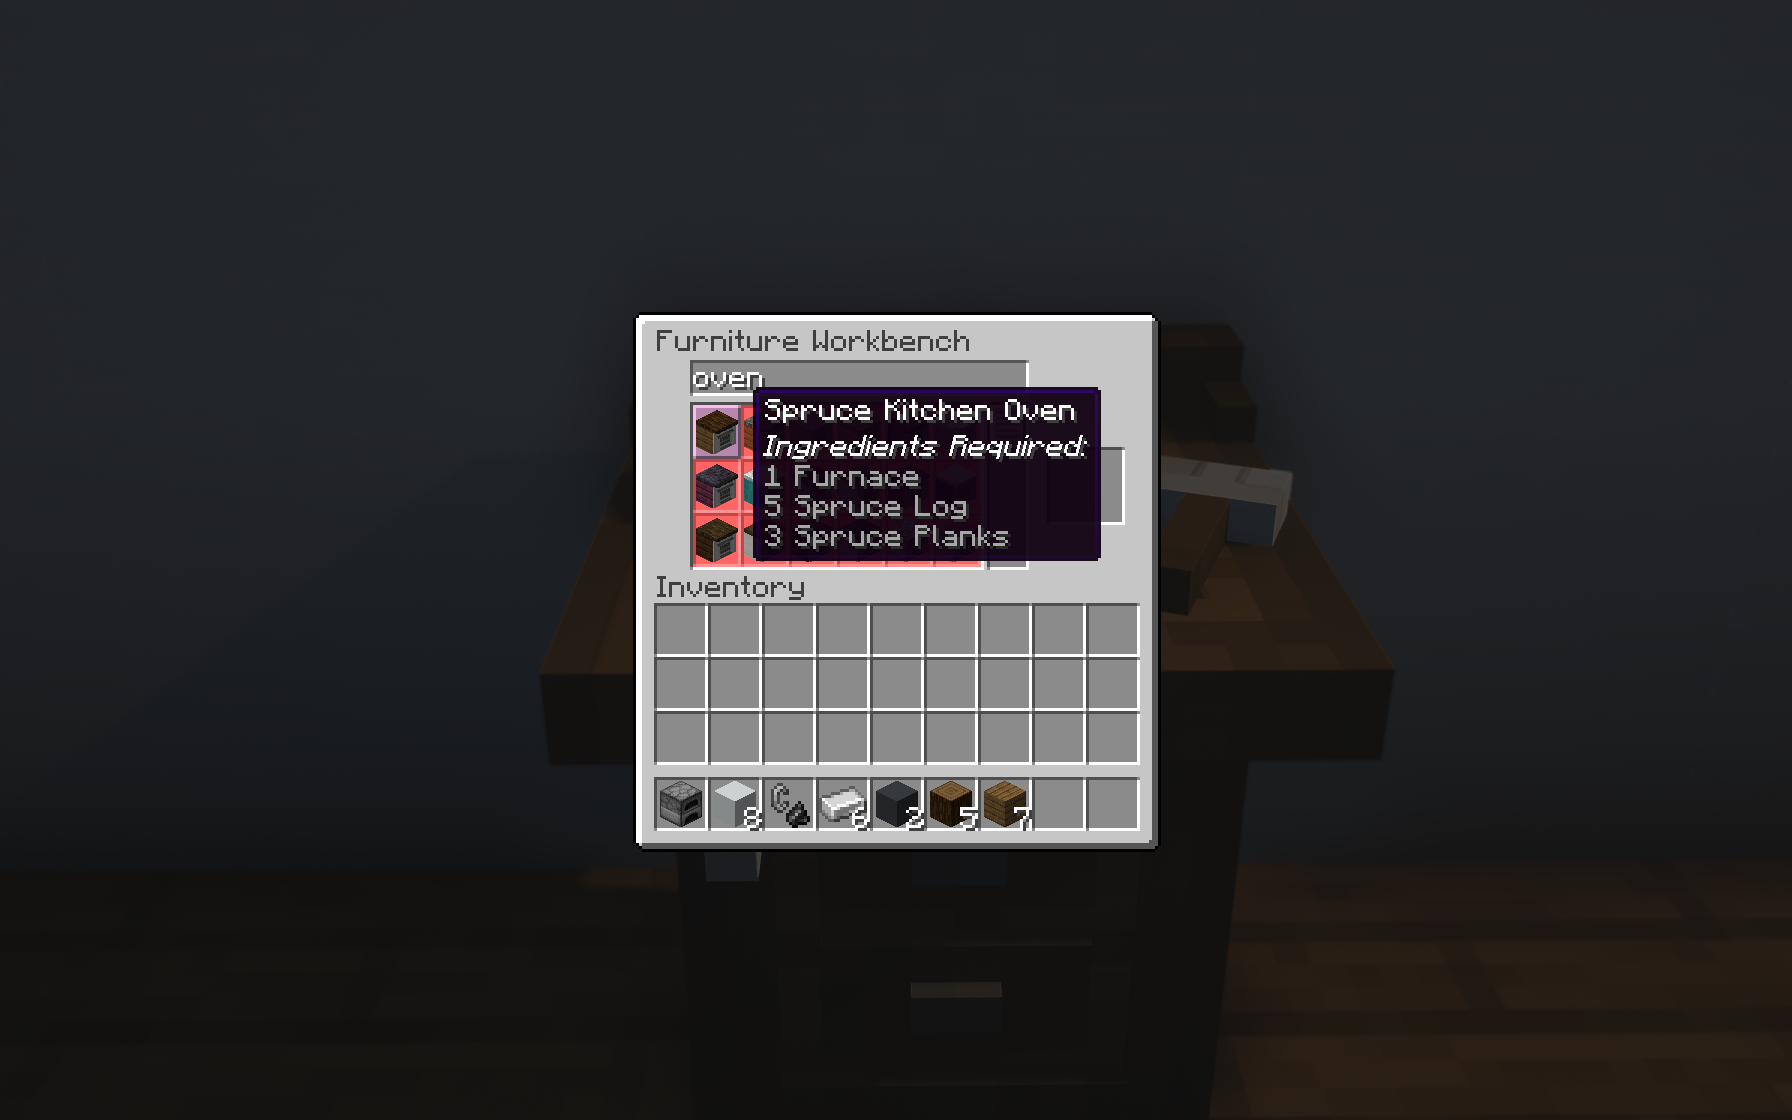 Furniture Workbench
oven
Spruce Kitchen Oven
Ingredients Required:
1 Furnace
5 Spruce Log
3 Spruce Planks
Inventory
8
6
2
5
7